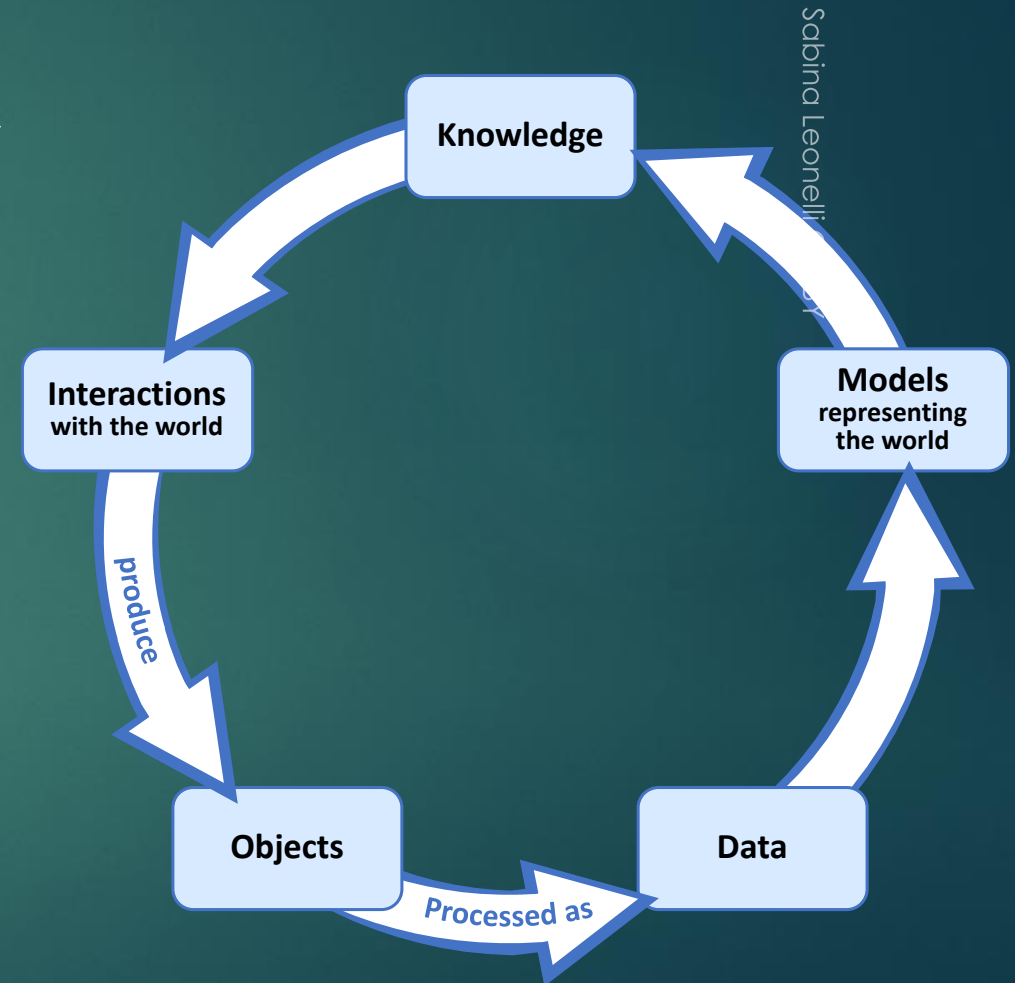 Sabina Leonelli
Knowledge
Interactions
with the world
Models
representing
the world
produce
Objects
Data
Processed as